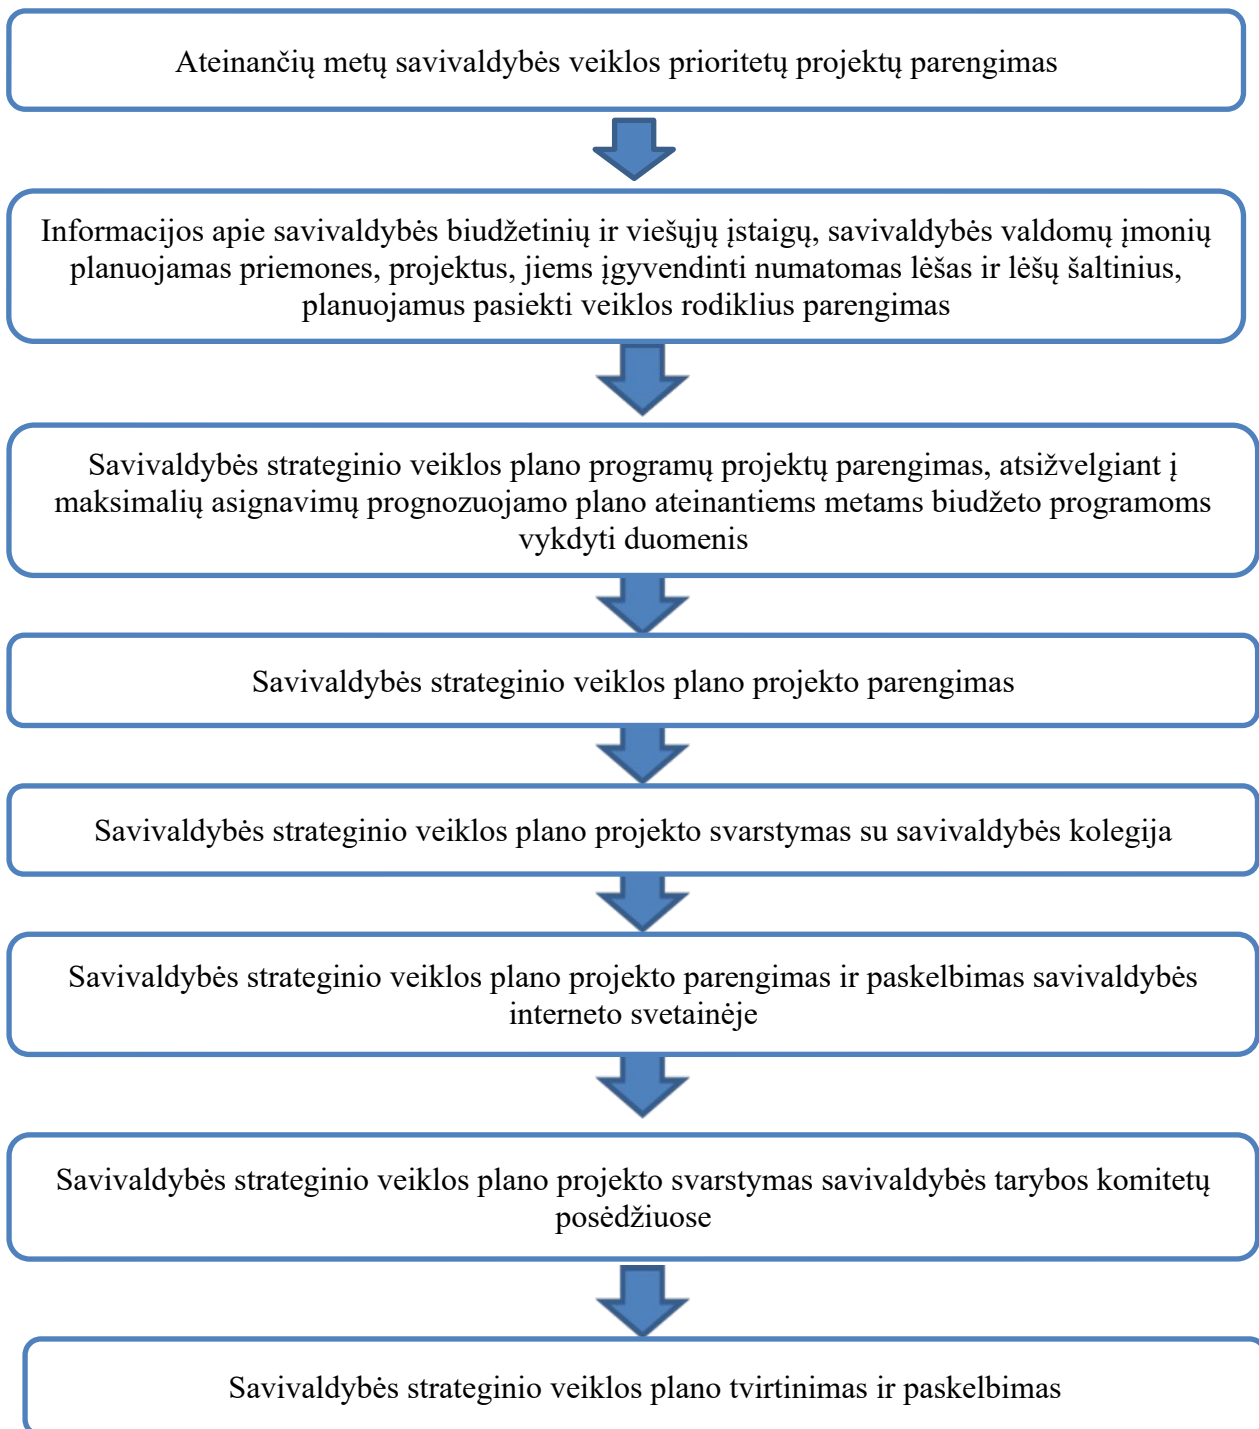 Ateinančių metų savivaldybės veiklos prioritetų projektų parengimas
Informacijos apie savivaldybės biudžetinių ir viešųjų įstaigų, savivaldybės valdomų įmonių
planuojamas priemones, projektus, jiems įgyvendinti numatomas lėšas ir lėšų šaltinius,
planuojamus pasiekti veiklos rodiklius parengimas
Savivaldybės strateginio veiklos plano programų projektų parengimas, atsižvelgiant į
maksimalių asignavimų prognozuojamo plano ateinantiems metams biudžeto programoms
vykdyti duomenis
Savivaldybės strateginio veiklos plano projekto parengimas
Savivaldybės strateginio veiklos plano projekto svarstymas su savivaldybės kolegija
Savivaldybės strateginio veiklos plano projekto parengimas ir paskelbimas savivaldybės
interneto svetainėje
Savivaldybės strateginio veiklos plano projekto svarstymas savivaldybės tarybos komitetų
posėdžiuose
Savivaldybės strateginio veiklos plano tvirtinimas ir paskelbimas